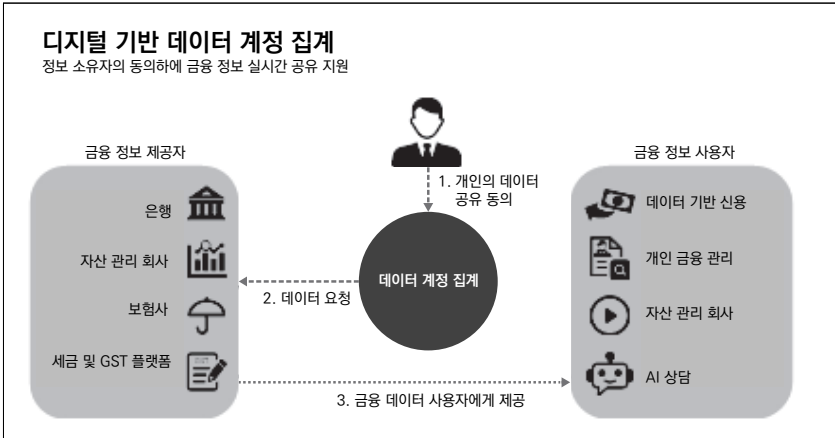 디지털 기반 데이터 계정 집계
정보 소유자의 동의하에 금융 정보 실시간 공유 지원
금융 정보 제공자
은행
자산 관리 회사
보험사
세금 및 GST 플랫폼
1. 개인의 데이터
공유 동의
데이터 계정 집계
2. 데이터 요청
3. 금융 데이터 사용자에게 제공
금융 정보 사용자
데이터 기반 신용
개인 금융 관리
자산 관리 회사
AI 상담